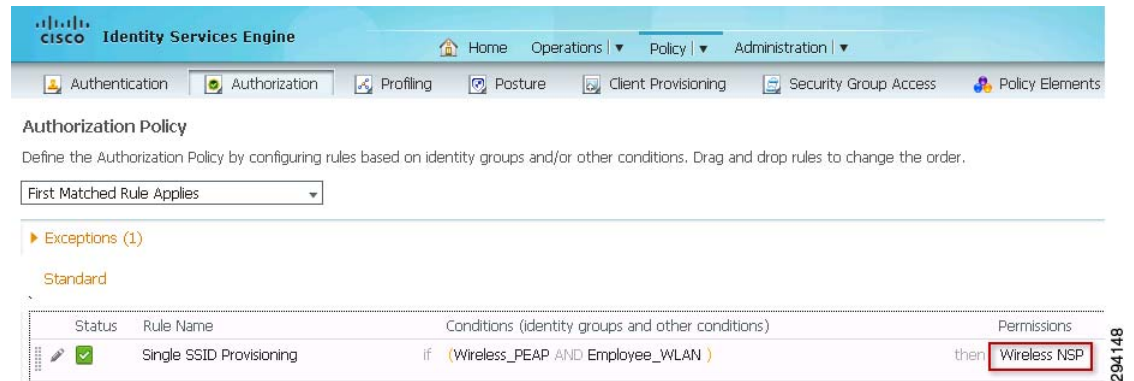 CISCO Identity Services Engine
Home Operations | ▼ Policy | ▼ Administration | ▼
Authentication Authorization Profiling Posture Client Provisioning Security Group Access Policy Elements
Authorization Policy
Define the Authorization Policy by configuring rules based on identity groups and/or other conditions. Drag and drop rules to change the order.
First Matched Rule Applies
Exceptions (1)
Standard
Status Rule Name Conditions (identity groups and other conditions) Permissions
Single SSID Provisioning if (Wireless_PEAP AND Employee_WLAN ) then Wireless NSP
294148